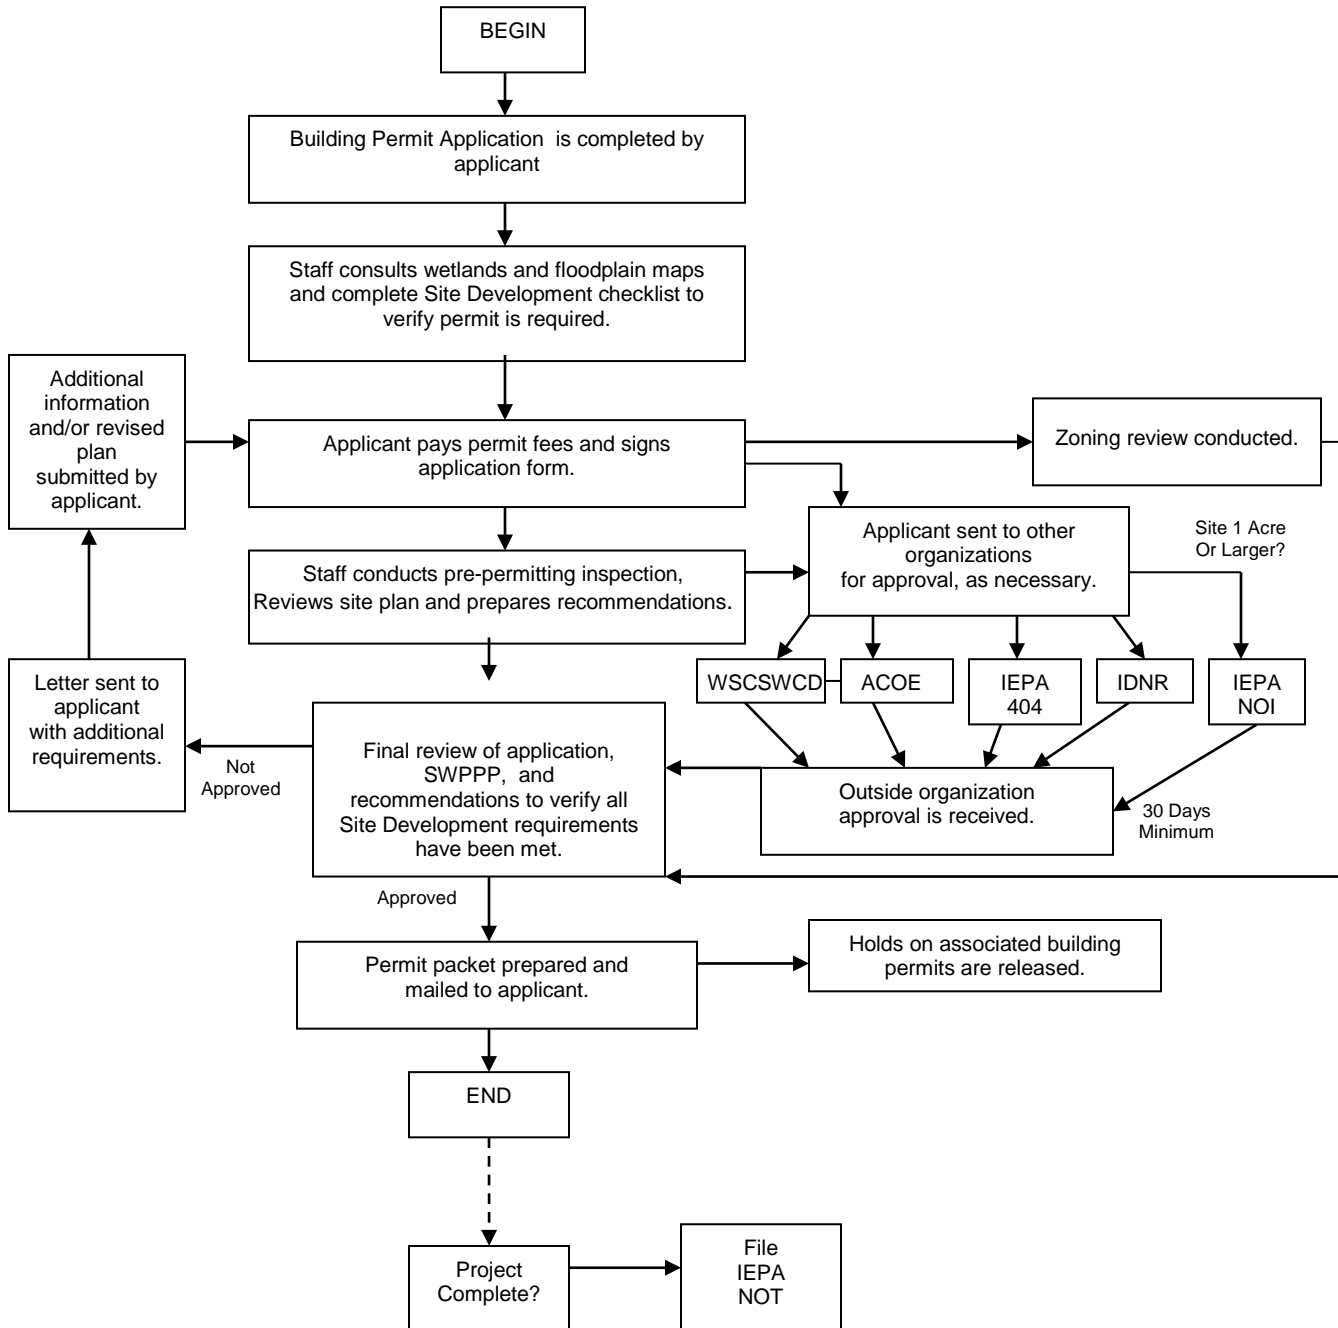 BEGIN
Building Permit Application is completed by
applicant
Staff consults wetlands and floodplain maps
and complete Site Development checklist to
verify permit is required.
Additional
information
and/or revised
plan
submitted by
applicant.
Applicant pays permit fees and signs
application form.
Zoning review conducted.
Applicant sent to other
organizations
for approval, as necessary.
Site 1 Acre
Or Larger?
Staff conducts pre-permitting inspection,
Reviews site plan and prepares recommendations.
Letter sent to
applicant
with additional
requirements.
WSCSWCD
ACOE
IEPA
404
IDNR
IEPA
NOI
Not
Approved
Final review of application,
SWPPP, and
recommendations to verify all
Site Development requirements
have been met.
Outside organization
approval is received.
30 Days
Minimum
Approved
Permit packet prepared and
mailed to applicant.
Holds on associated building
permits are released.
END
Project
Complete?
File
IEPA
NOT